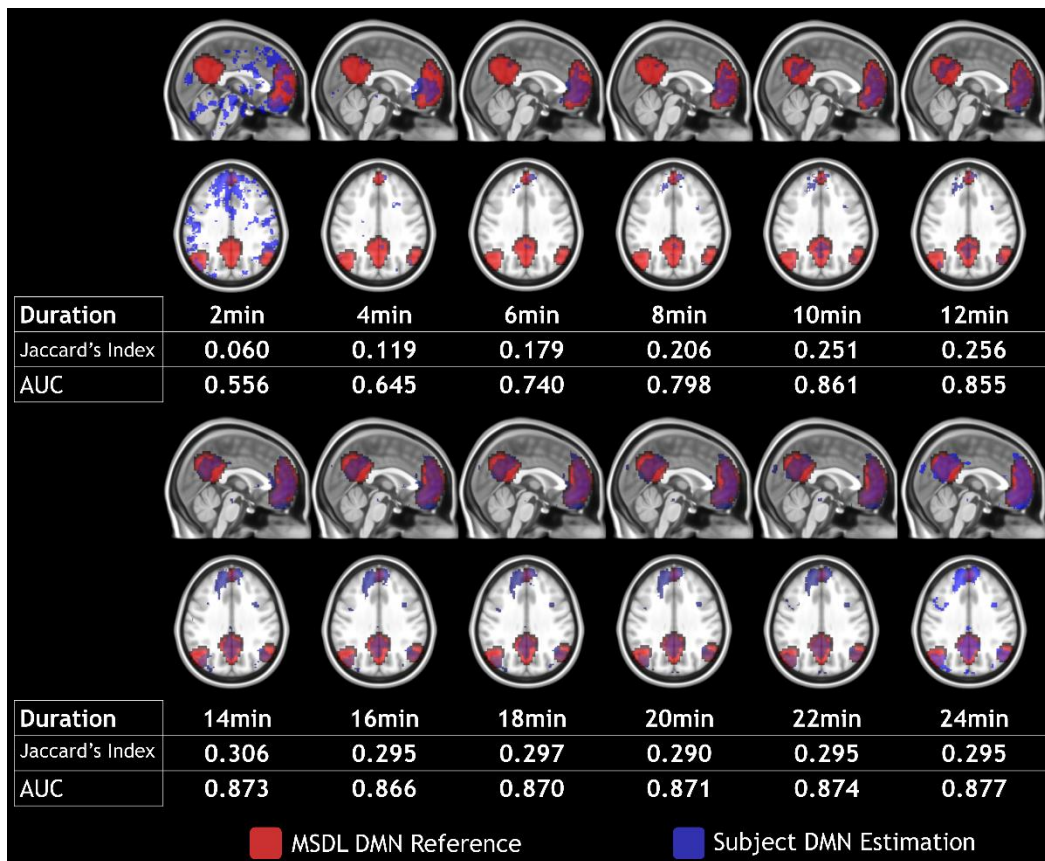 Duration 2min 4min 6min 8min 10min 12min
Jaccard's Index 0.060 0.119 0.179 0.206 0.251 0.256
AUC 0.556 0.645 0.740 0.798 0.861 0.855
Duration 14min 16min 18min 20min 22min 24min
Jaccard's Index 0.306 0.295 0.297 0.290 0.295 0.295
AUC 0.873 0.866 0.870 0.871 0.874 0.877
MSDL DMN Reference Subject DMN Estimation